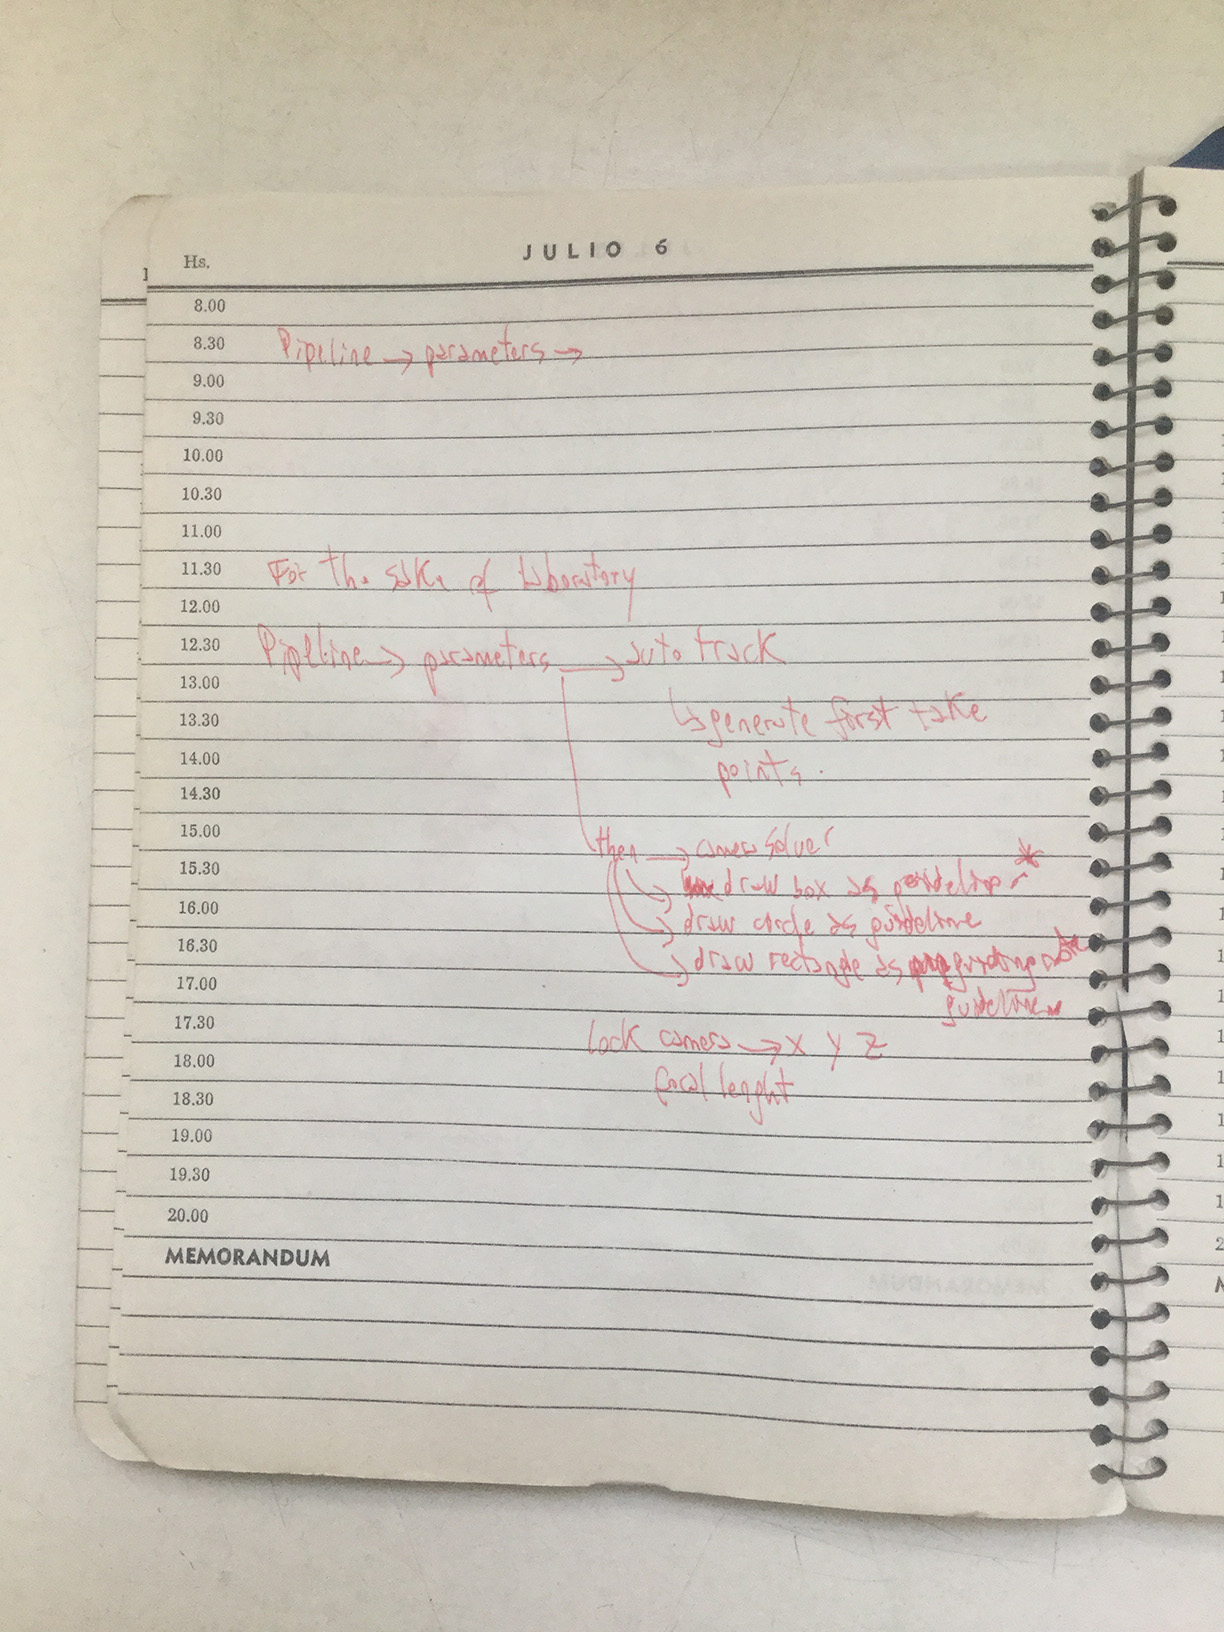 JULIO 6
Hs.
8.00
8.30 Pipeline → parameters →
9.00
9.30
10.00
10.30
11.00
11.30 For the sake of laboratory
12.00
12.30 Pipeline → parameters → auto track
13.00
13.30 ↳ generate first take
14.00 points.
14.30
15.00 then → camera solver
15.30 → draw box as guideline *
16.00 → draw circle as guideline
16.30 → draw rectangle as
17.00 guideline
17.30 lock camera → x y z
18.00 focal lenght
18.30
19.00
19.30
20.00
MEMORANDUM